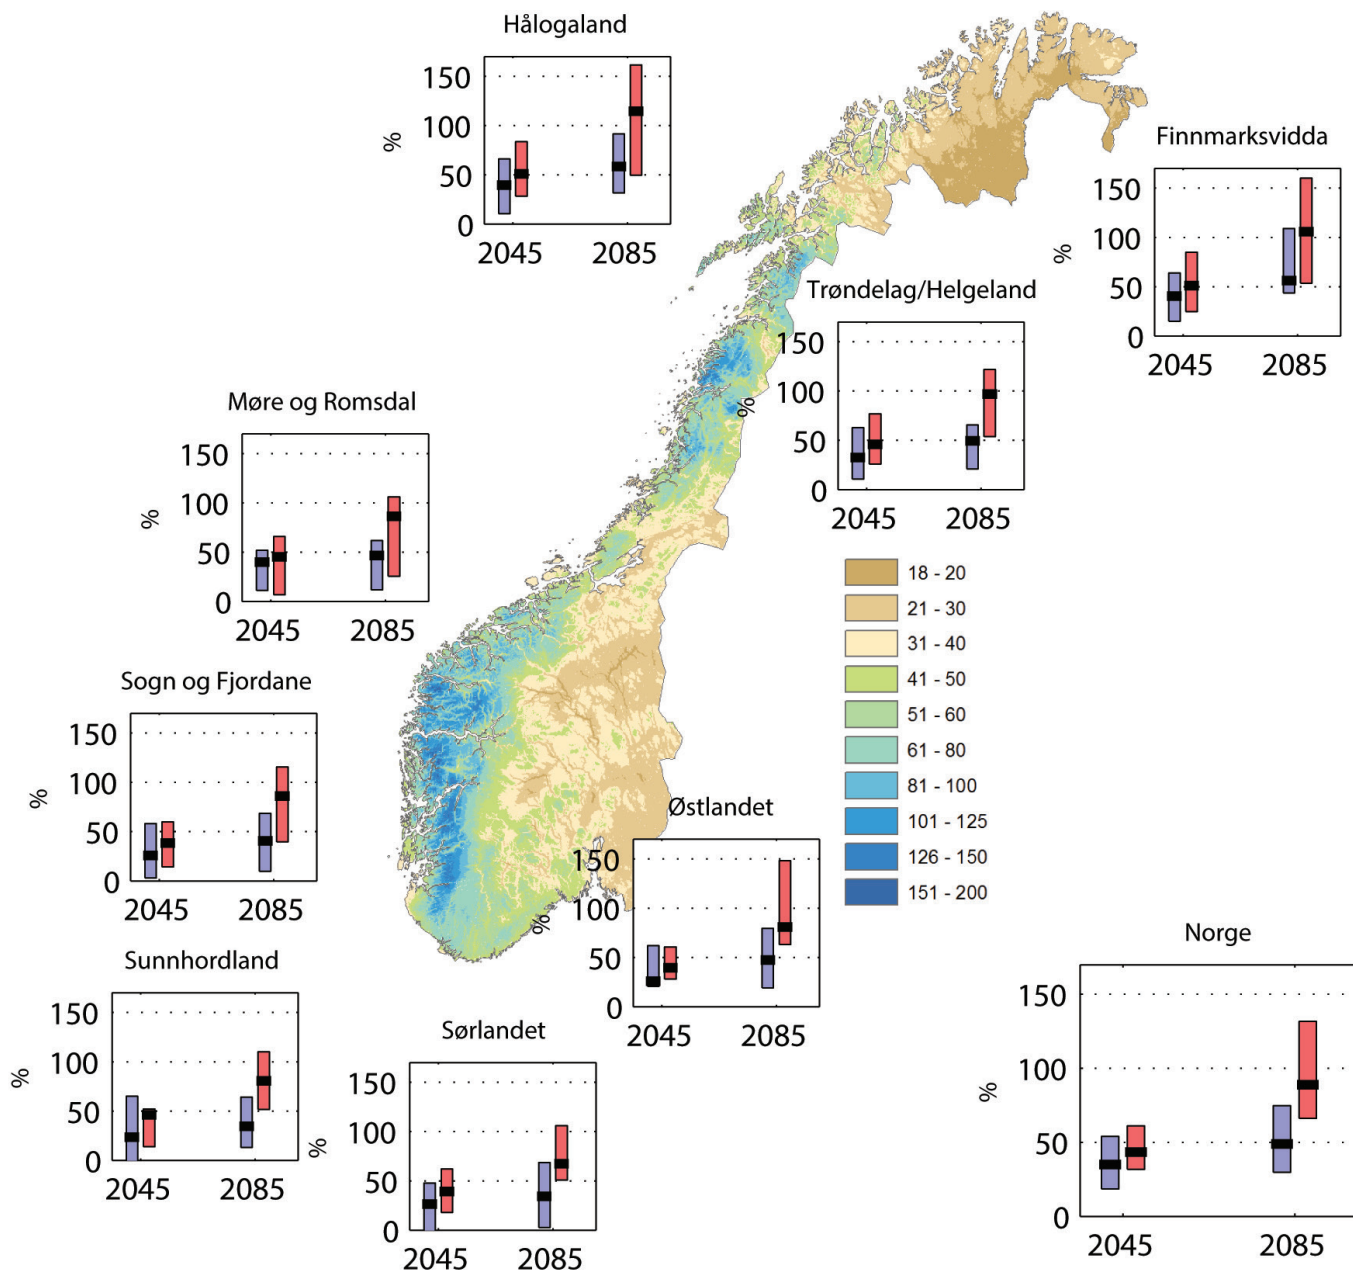 Hålogaland
150
100
50
0
%
2045 2085
Finnmarksvidda
150
100
50
0
%
2045 2085
Trøndelag/Helgeland
150
100
50
0
%
2045 2085
Møre og Romsdal
150
100
50
0
%
2045 2085
18 - 20
21 - 30
31 - 40
41 - 50
51 - 60
61 - 80
81 - 100
101 - 125
126 - 150
151 - 200
Sogn og Fjordane
150
100
50
0
%
2045 2085
Østlandet
150
100
50
0
%
2045 2085
Sunnhordland
150
100
50
0
%
2045 2085
Sørlandet
150
100
50
0
%
2045 2085
Norge
150
100
50
0
%
2045 2085